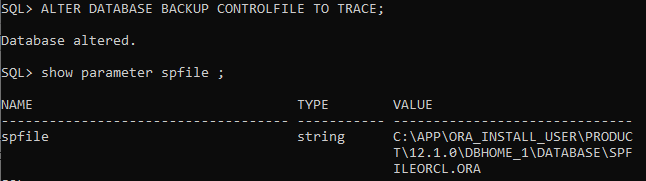 SQL> ALTER DATABASE BACKUP CONTROLFILE TO TRACE;
Database altered.
SQL> show parameter spfile ;
NAME                                 TYPE        VALUE
------------------------------------ ----------- ------------------------------
spfile                               string      C:\APP\ORA_INSTALL_USER\PRODUC
                                                 T\12.1.0\DBHOME_1\DATABASE\SPF
                                                 ILEORCL.ORA